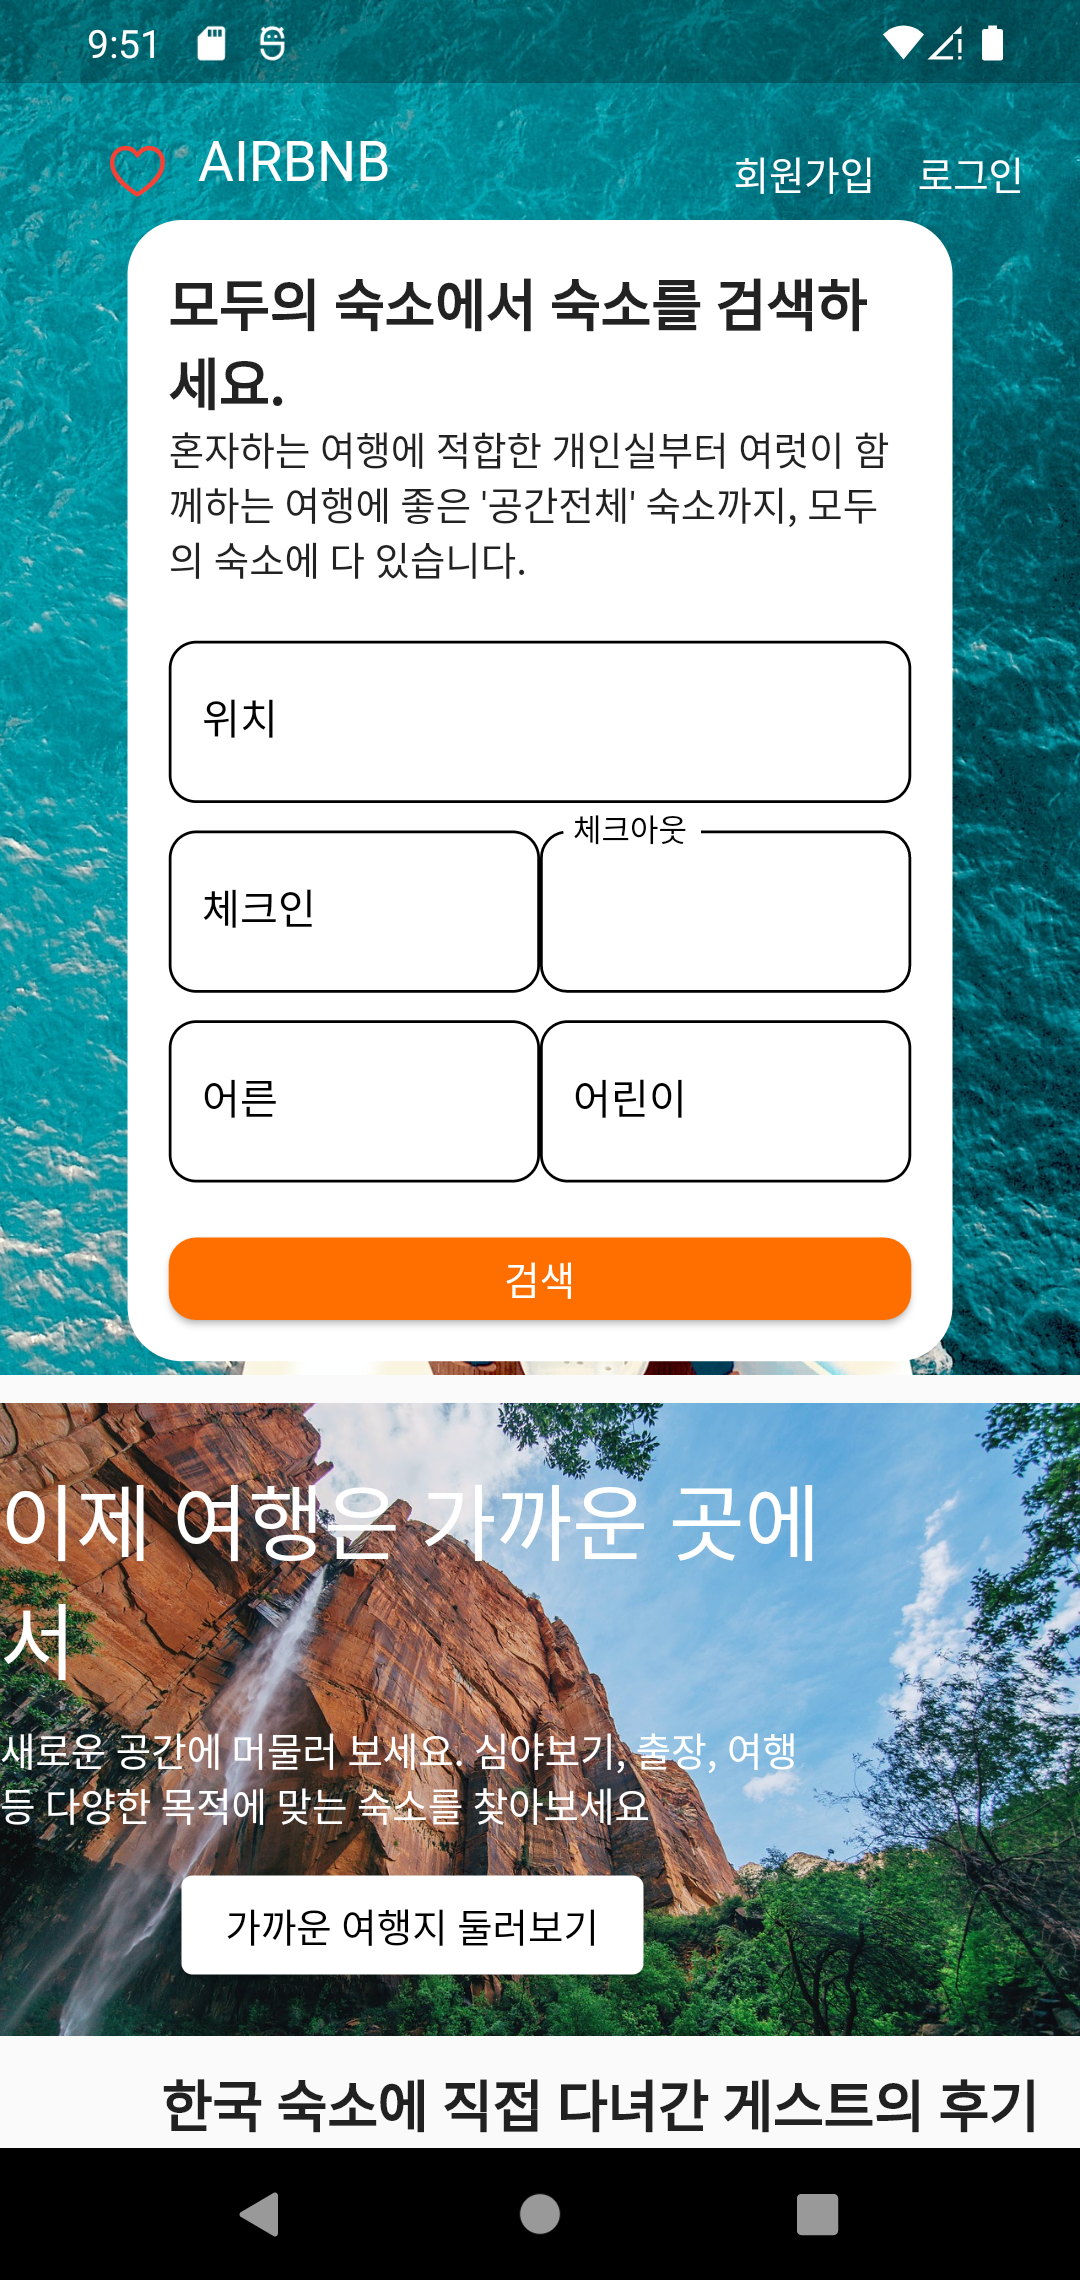 9:51
AIRBNB
회원가입 로그인
모두의 숙소에서 숙소를 검색하
세요.
혼자하는 여행에 적합한 개인실부터 여럿이 함
께하는 여행에 좋은 '공간전체' 숙소까지, 모두
의 숙소에 다 있습니다.
위치
체크인
체크아웃
어른
어린이
검색
이제 여행은 가까운 곳에
서
새로운 공간에 머물러 보세요. 심야보기, 출장, 여행
등 다양한 목적에 맞는 숙소를 찾아보세요
가까운 여행지 둘러보기
한국 숙소에 직접 다녀간 게스트의 후기